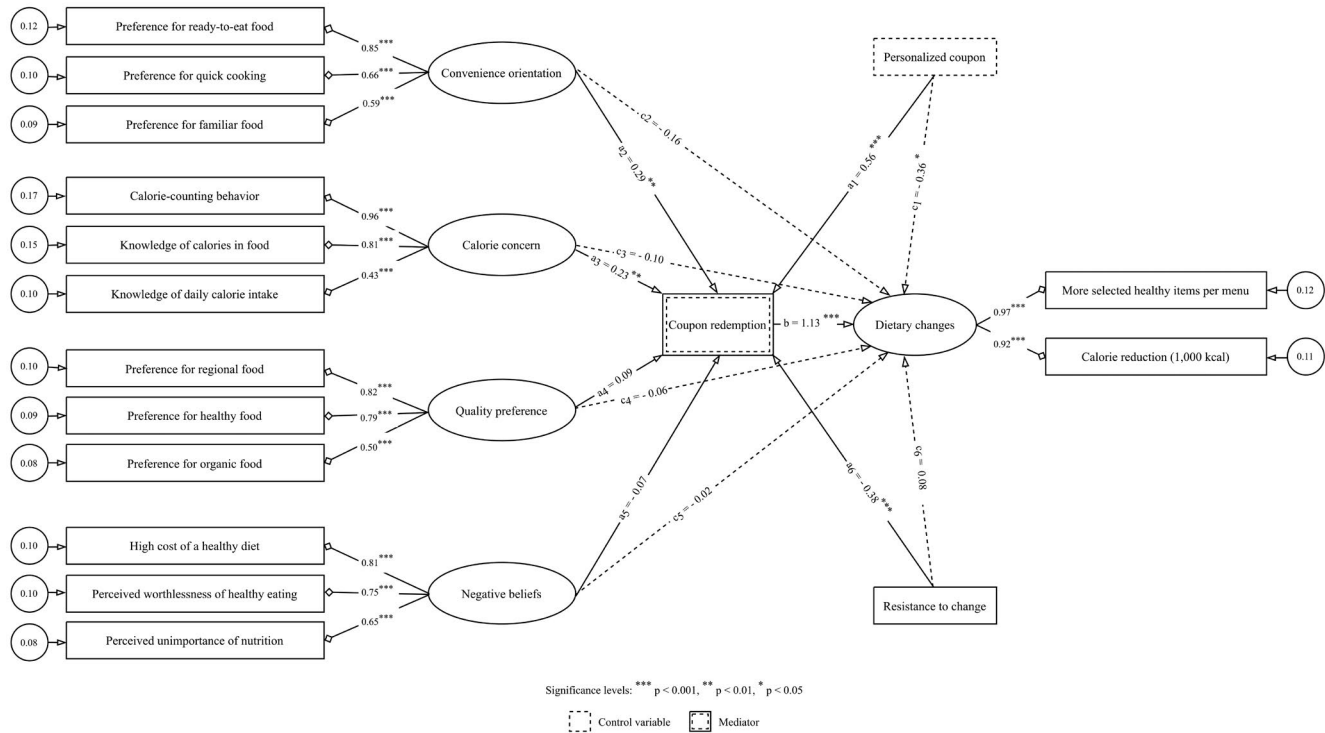 0.12
Preference for ready-to-eat food
0.85***
0.10
Preference for quick cooking
0.66***
0.09
Preference for familiar food
0.59***
Convenience orientation
0.17
Calorie-counting behavior
0.96***
0.15
Knowledge of calories in food
0.81***
0.10
Knowledge of daily calorie intake
0.43***
Calorie concern
0.10
Preference for regional food
0.82***
0.09
Preference for healthy food
0.79***
0.08
Preference for organic food
0.50***
Quality preference
0.10
High cost of a healthy diet
0.81***
0.10
Perceived worthlessness of healthy eating
0.75***
0.08
Perceived unimportance of nutrition
0.65***
Negative beliefs
c2 = - 0.16
a2 = 0.29 **
c3 = - 0.10
a3 = 0.23 **
a4 = 0.09
c4 = - 0.06
a5 = - 0.07
c5 = - 0.02
Personalized coupon
a1 = 0.56 ***
c1 = - 0.36 *
Coupon redemption
b = 1.13 ***
Dietary changes
a6 = - 0.38 ***
c6 = 0.08
Resistance to change
0.97***
More selected healthy items per menu
0.12
0.92***
Calorie reduction (1,000 kcal)
0.11
Significance levels: *** p < 0.001, ** p < 0.01, * p < 0.05
Control variable
Mediator